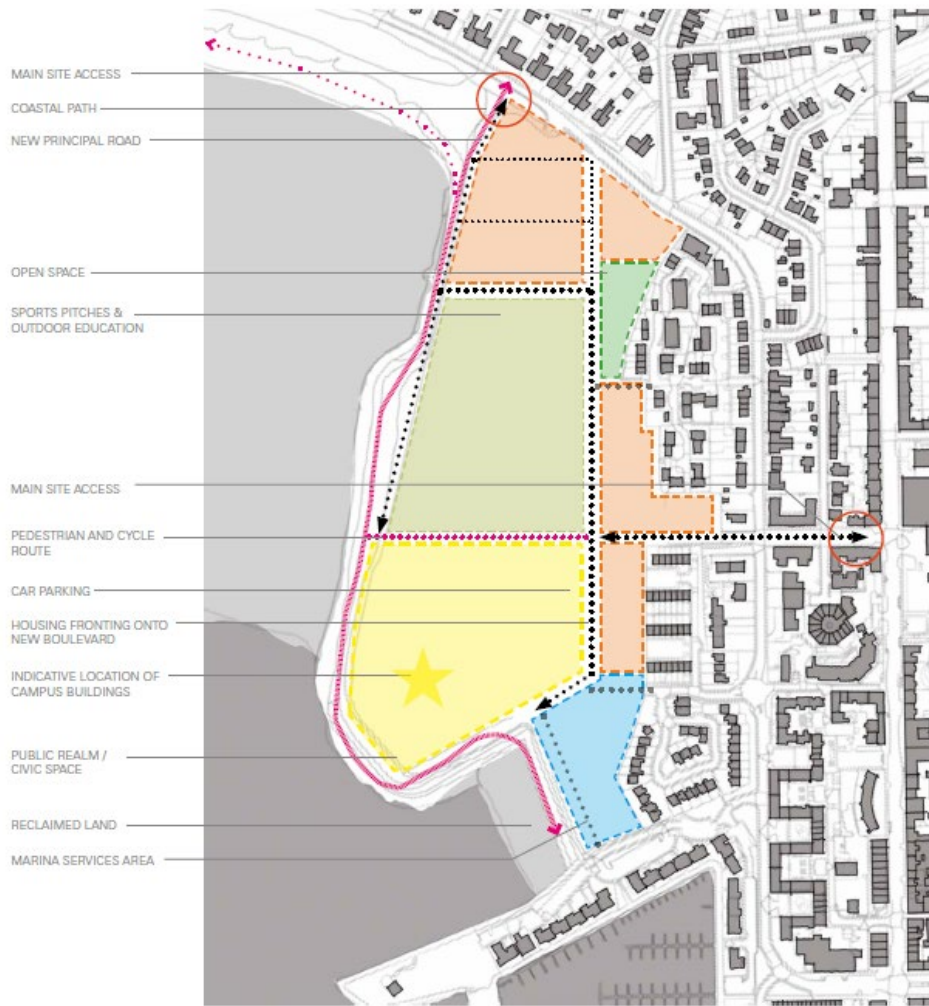 MAIN SITE ACCESS
COASTAL PATH
NEW PRINCIPAL ROAD
OPEN SPACE
SPORTS PITCHES &
OUTDOOR EDUCATION
MAIN SITE ACCESS
PEDESTRIAN AND CYCLE
ROUTE
CAR PARKING
HOUSING FRONTING ONTO
NEW BOULEVARD
INDICATIVE LOCATION OF
CAMPUS BUILDINGS
PUBLIC REALM /
CIVIC SPACE
RECLAIMED LAND
MARINA SERVICES AREA